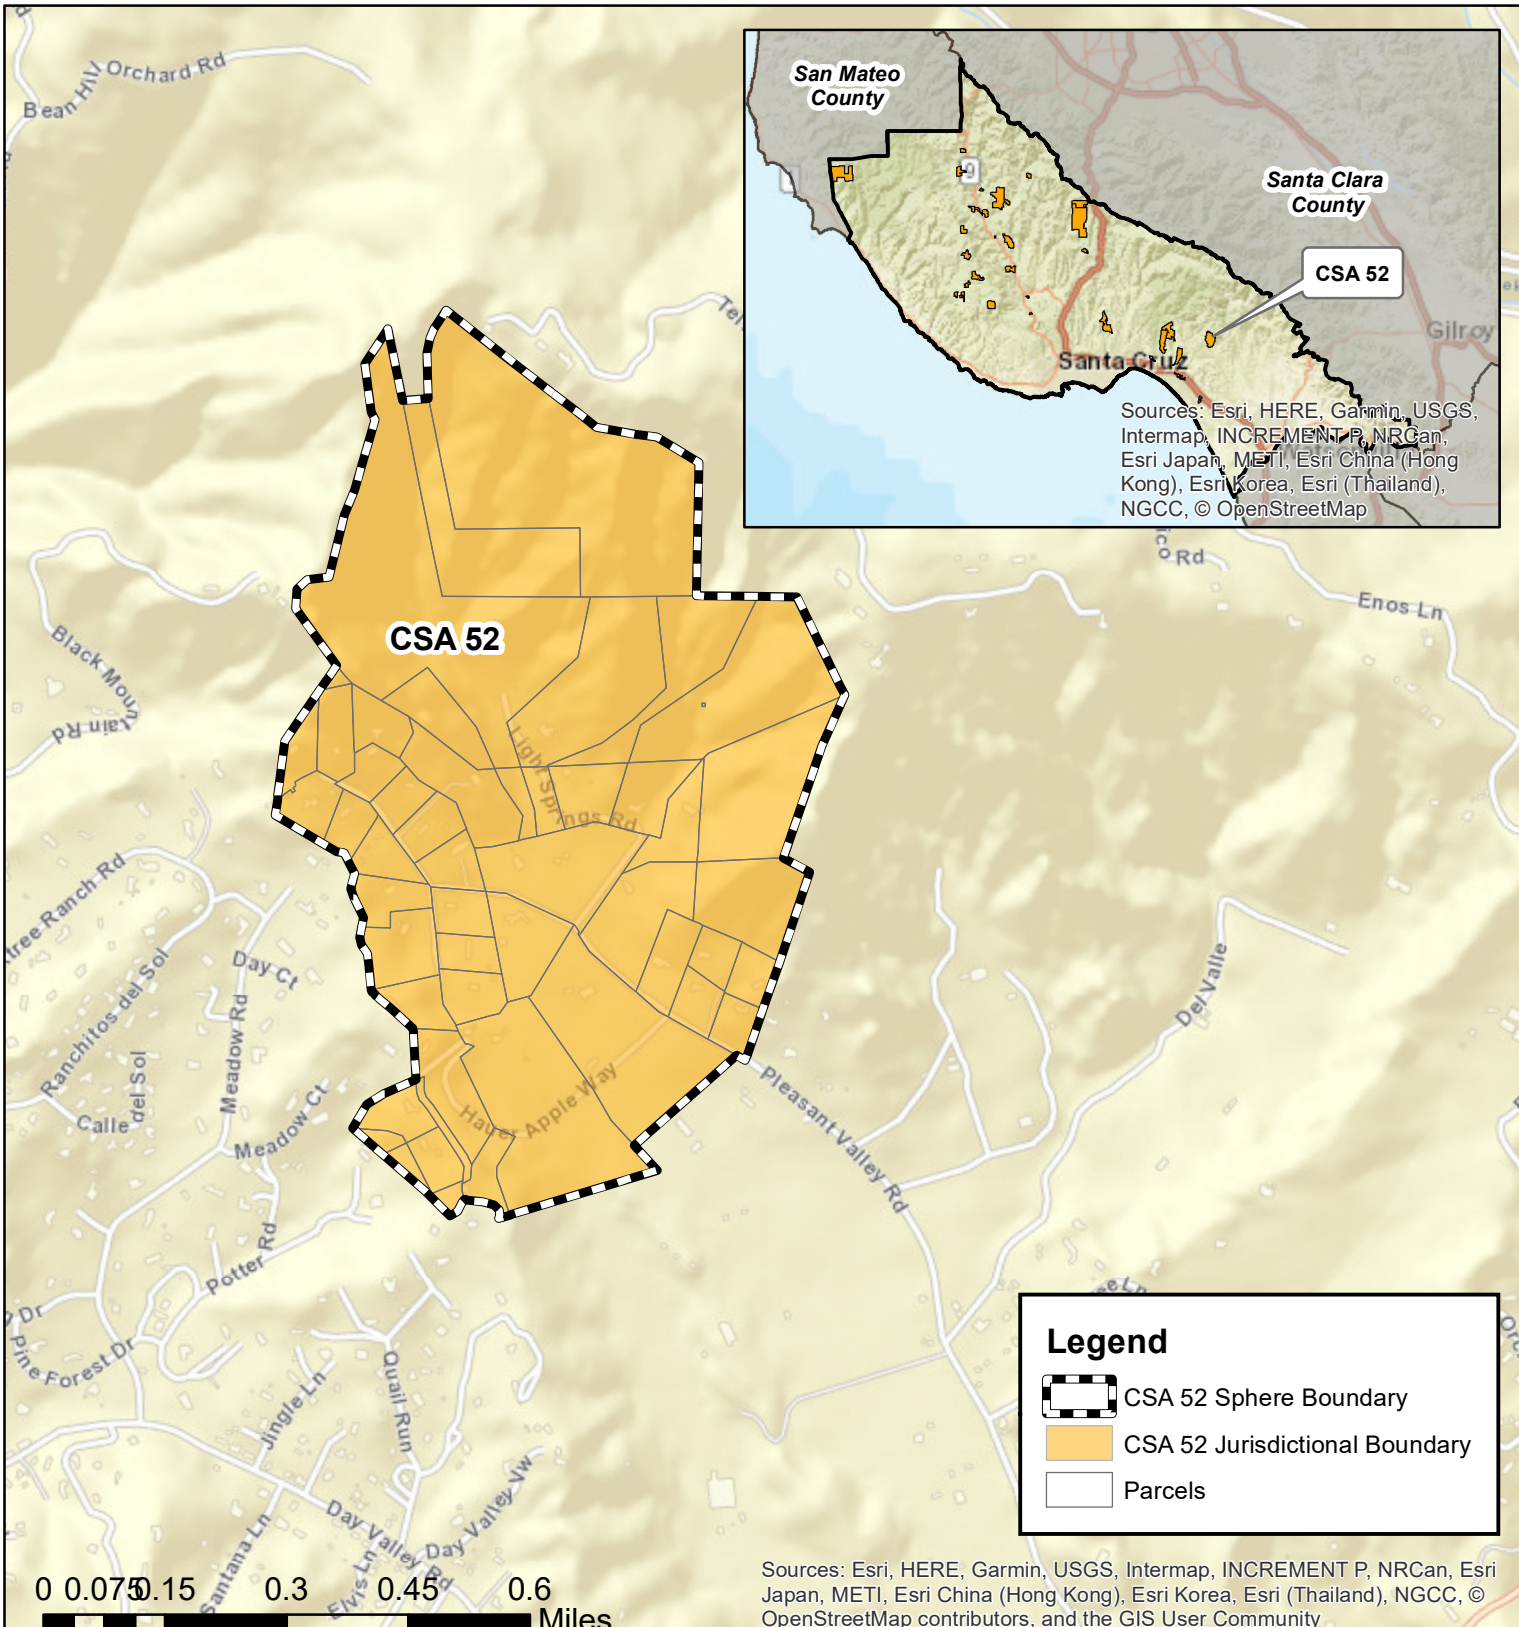 Orchard Rd
Bean Hill
San Mateo
County
Santa Clara
County
9
CSA 52
Gilroy
Santa Cruz
Sources: Esri, HERE, Garmin, USGS,
Intermap, INCREMENT P, NRCan,
Esri Japan, METI, Esri China (Hong
Kong), Esri Korea, Esri (Thailand),
NGCC, © OpenStreetMap
Enos Ln
CSA 52
Black Mountain Rd
Light Springs Rd
Day Ct
Ranchitos del Sol
Meadow Rd
Calle del Sol
Meadow Ct
Del Valle
Hauer Apple Way
Pleasant Valley Rd
Potter Rd
Pine Forest Dr
Jingle Ln
Quail Run
Day Valley Rd
Day Valley Vw
Santana Ln
Elvis Ln
Legend
CSA 52 Sphere Boundary
CSA 52 Jurisdictional Boundary
Parcels
0 0.075 0.15 0.3 0.45 0.6
Miles
Sources: Esri, HERE, Garmin, USGS, Intermap, INCREMENT P, NRCan, Esri
Japan, METI, Esri China (Hong Kong), Esri Korea, Esri (Thailand), NGCC, ©
OpenStreetMap contributors, and the GIS User Community